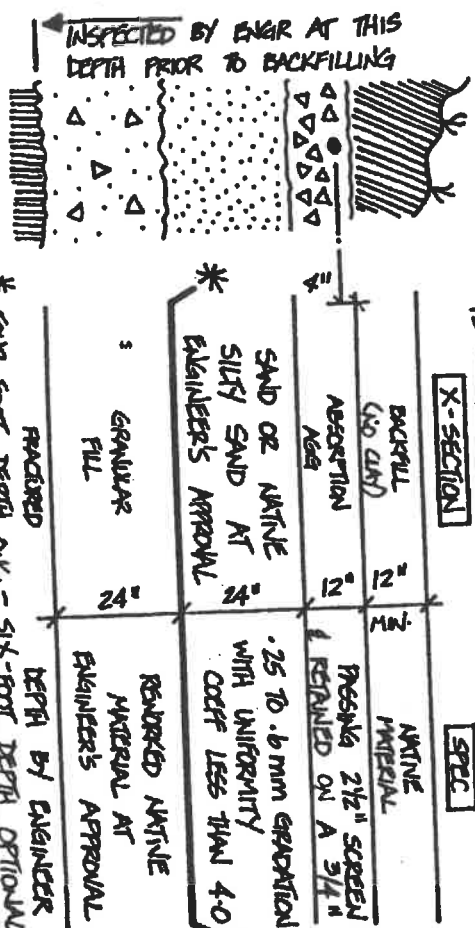 INSPECTED BY ENGR AT THIS
DEPTH PRIOR TO BACKFILLING
X-SECTION
SPEC
BACKFILL
(NO CLAY)
12"
MIN.
NATIVE
MATERIAL
4"
ABSORPTION
AGG
12"
PASSING 2½" SCREEN
& RETAINED ON A 3/4"
*
SAND OR NATIVE
SILTY SAND AT
ENGINEER'S APPROVAL
24"
.25 TO .6 mm GRADATION
WITH UNIFORMITY
COEFF LESS THAN 4.0
GRANULAR
FILL
24"
REWORKED NATIVE
MATERIAL AT
ENGINEER'S APPROVAL
FRACTURED
DEPTH BY ENGINEER
* FOOT DEPTH O.K. - SIX-FOOT DEPTH OPTIONAL